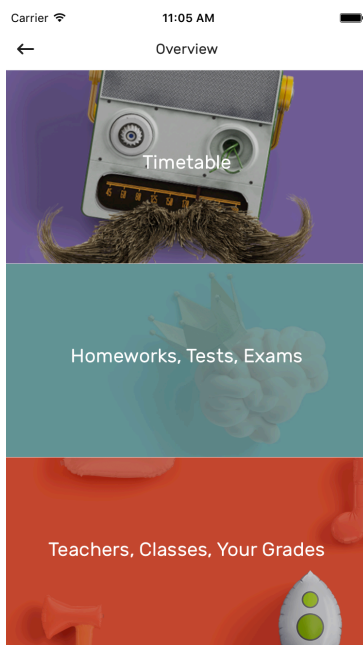 Carrier 11:05 AM
Overview
Timetable
Homeworks, Tests, Exams
Teachers, Classes, Your Grades